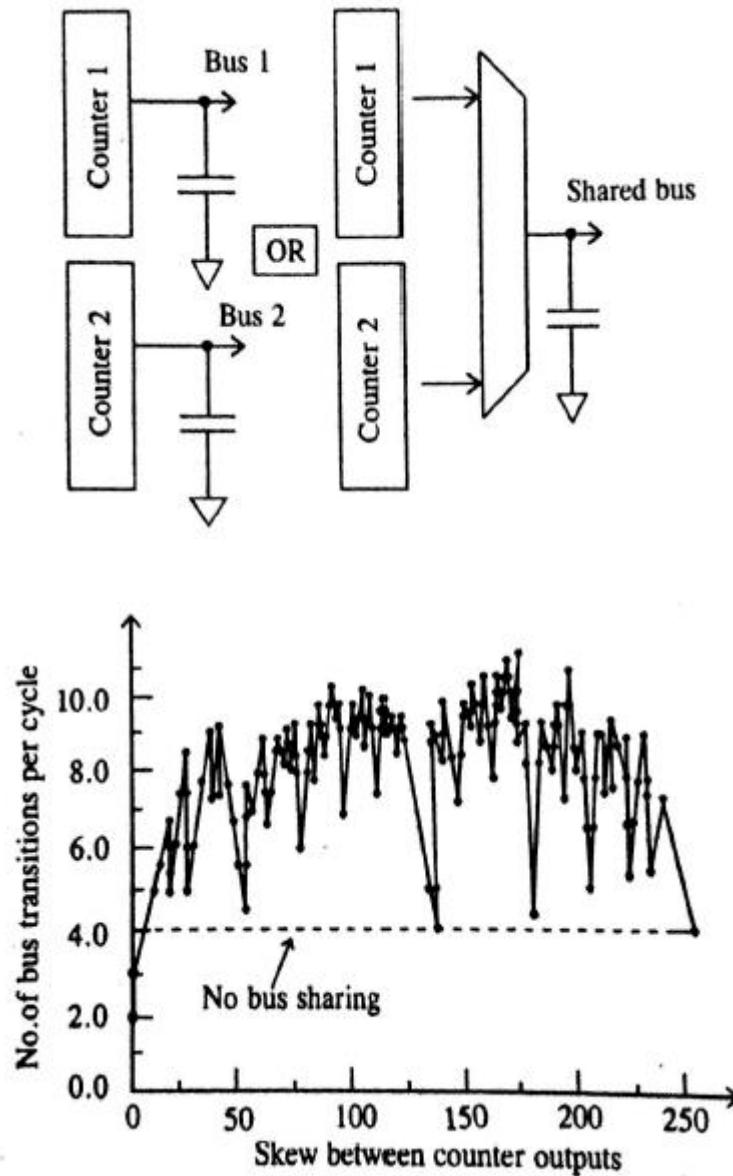 Counter 1
Bus 1
Counter 2
Bus 2
OR
Counter 1
Counter 2
Shared bus
No.of bus transitions per cycle
10.0
8.0
6.0
4.0
2.0
0.0
No bus sharing
0
50
100
150
200
250
Skew between counter outputs